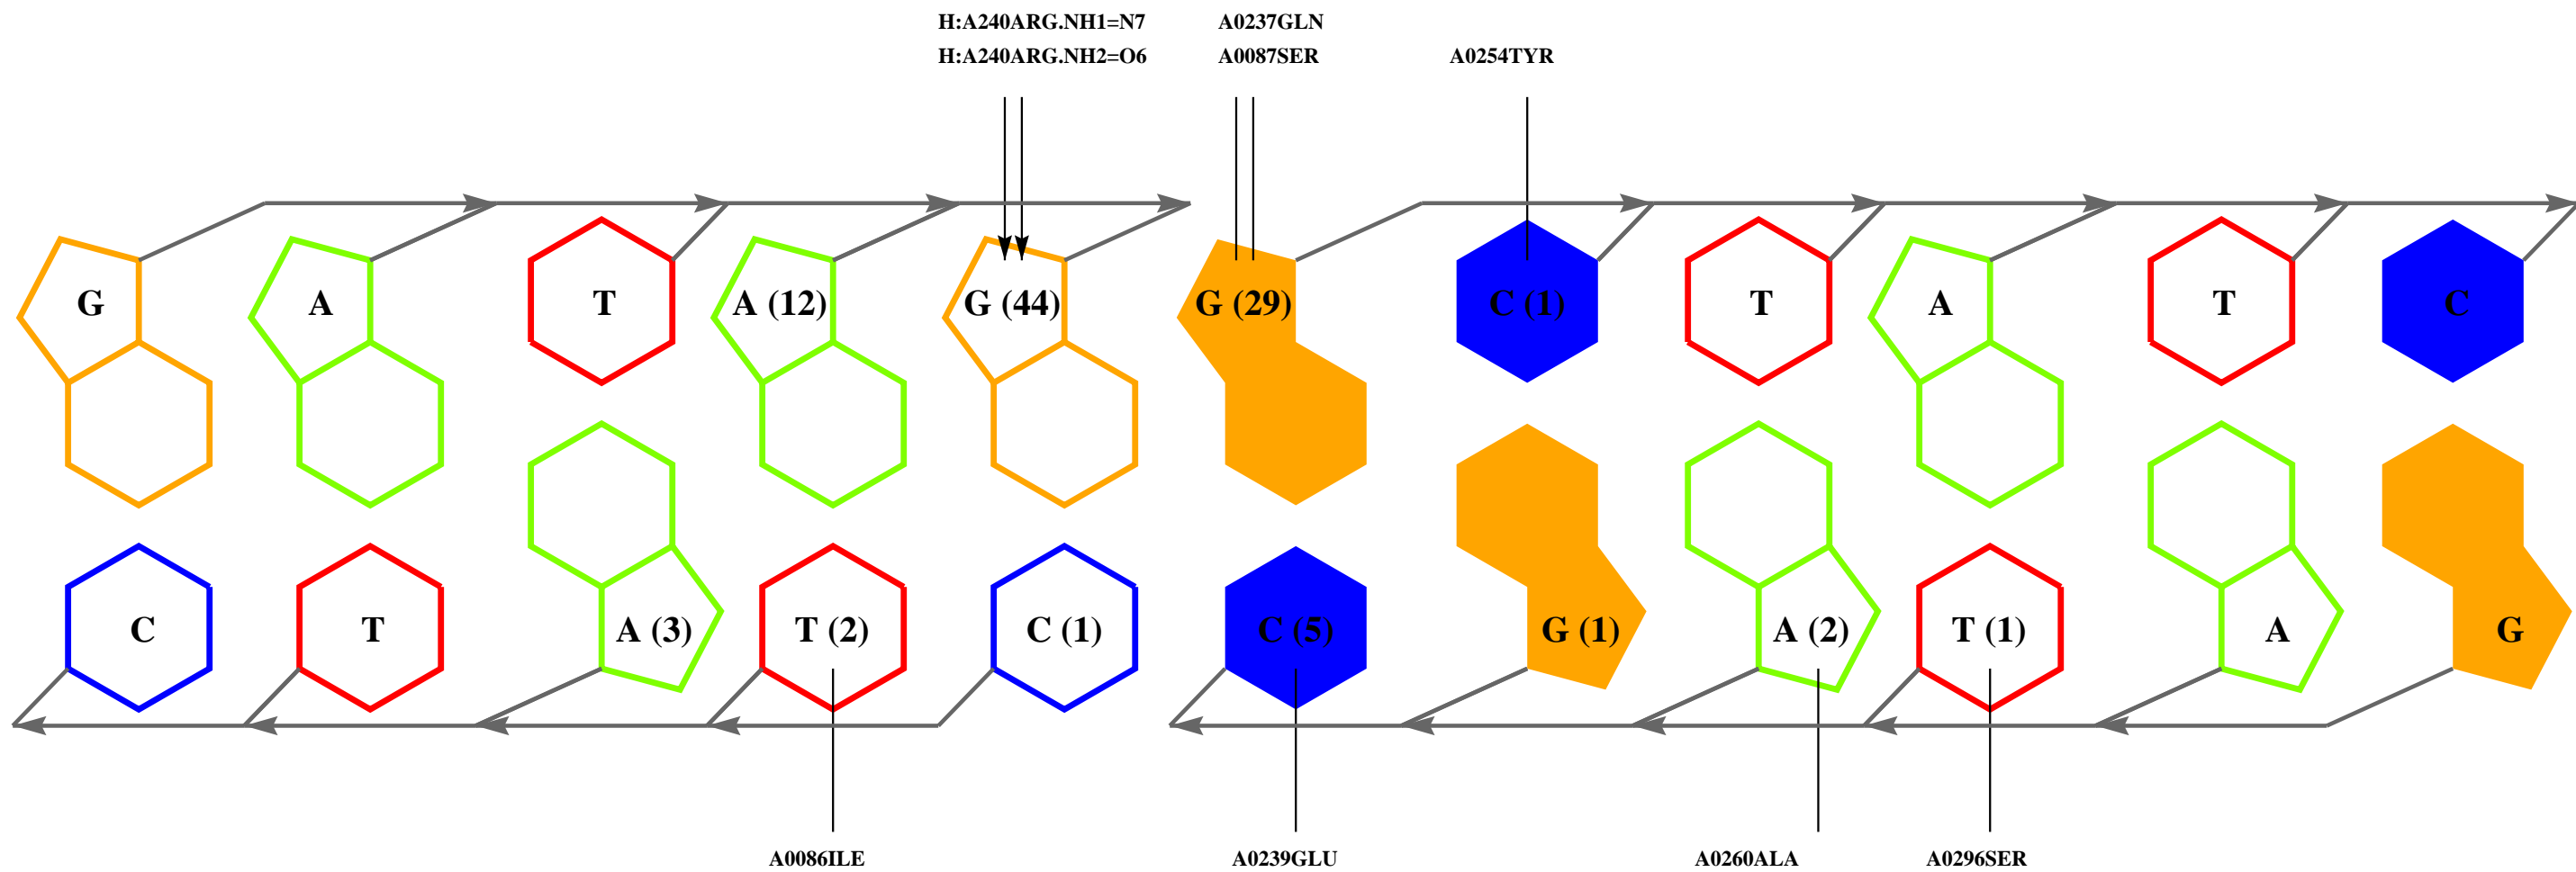 H:A240ARG.NH1=N7 A0237GLN
H:A240ARG.NH2=O6 A0087SER A0254TYR
G A T A (12) G (44) G (29) C (1) T A T C
C T A (3) T (2) C (1) C (5) G (1) A (2) T (1) A G
A0086ILE A0239GLU A0260ALA A0296SER